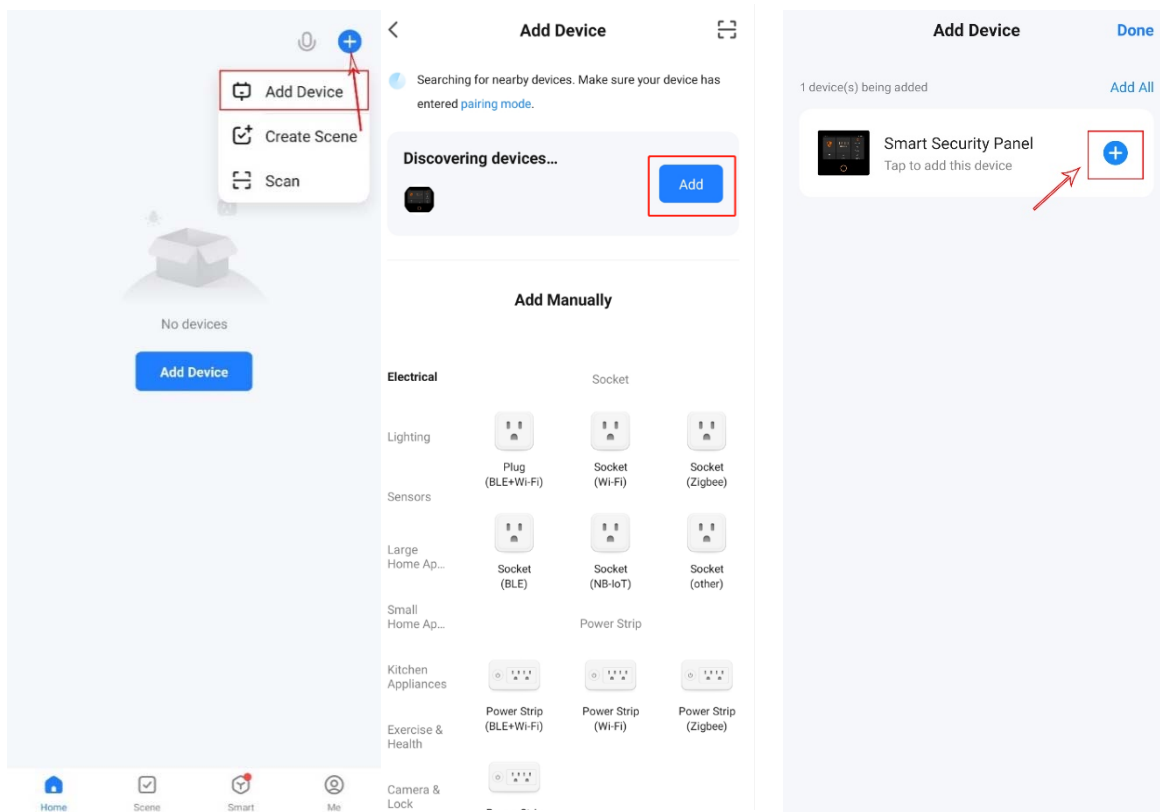 Add Device
Create Scene
Scan
No devices
Add Device
Home
Scene
Smart
Me
Add Device
Searching for nearby devices. Make sure your device has
entered pairing mode.
Discovering devices...
Add
Add Manually
Electrical
Lighting
Sensors
Large
Home Ap...
Small
Home Ap...
Kitchen
Appliances
Exercise &
Health
Camera &
Lock
Socket
Plug
(BLE+Wi-Fi)
Socket
(Wi-Fi)
Socket
(Zigbee)
Socket
(BLE)
Socket
(NB-IoT)
Socket
(other)
Power Strip
Power Strip
(BLE+Wi-Fi)
Power Strip
(Wi-Fi)
Power Strip
(Zigbee)
Add Device
Done
1 device(s) being added
Add All
Smart Security Panel
Tap to add this device